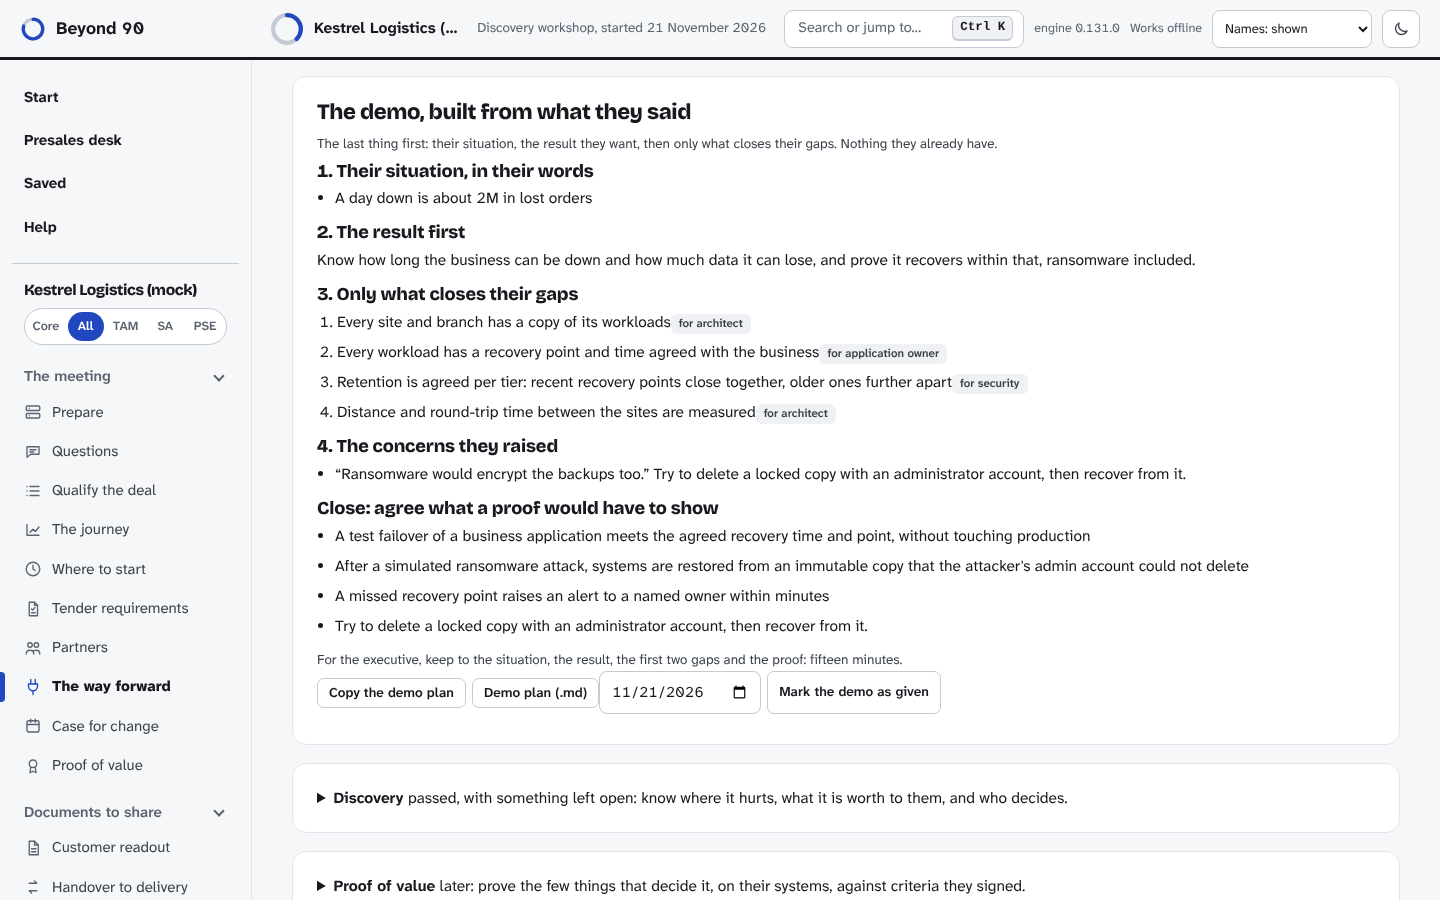 Beyond 90
Kestrel Logistics (...
Discovery workshop, started 21 November 2026
Search or jump to...
Ctrl K
engine 0.131.0
Works offline
Names: shown
Start
Presales desk
Saved
Help
Kestrel Logistics (mock)
Core
All
TAM
SA
PSE
The meeting
Prepare
Questions
Qualify the deal
The journey
Where to start
Tender requirements
Partners
The way forward
Case for change
Proof of value
Documents to share
Customer readout
Handover to delivery
The demo, built from what they said
The last thing first: their situation, the result they want, then only what closes their gaps. Nothing they already have.
1. Their situation, in their words
• A day down is about 2M in lost orders
2. The result first
Know how long the business can be down and how much data it can lose, and prove it recovers within that, ransomware included.
3. Only what closes their gaps
1. Every site and branch has a copy of its workloads for architect
2. Every workload has a recovery point and time agreed with the business for application owner
3. Retention is agreed per tier: recent recovery points close together, older ones further apart for security
4. Distance and round-trip time between the sites are measured for architect
4. The concerns they raised
• “Ransomware would encrypt the backups too.” Try to delete a locked copy with an administrator account, then recover from it.
Close: agree what a proof would have to show
• A test failover of a business application meets the agreed recovery time and point, without touching production
• After a simulated ransomware attack, systems are restored from an immutable copy that the attacker's admin account could not delete
• A missed recovery point raises an alert to a named owner within minutes
• Try to delete a locked copy with an administrator account, then recover from it.
For the executive, keep to the situation, the result, the first two gaps and the proof: fifteen minutes.
Copy the demo plan
Demo plan (.md)
11/21/2026
Mark the demo as given
Discovery passed, with something left open: know where it hurts, what it is worth to them, and who decides.
Proof of value later: prove the few things that decide it, on their systems, against criteria they signed.